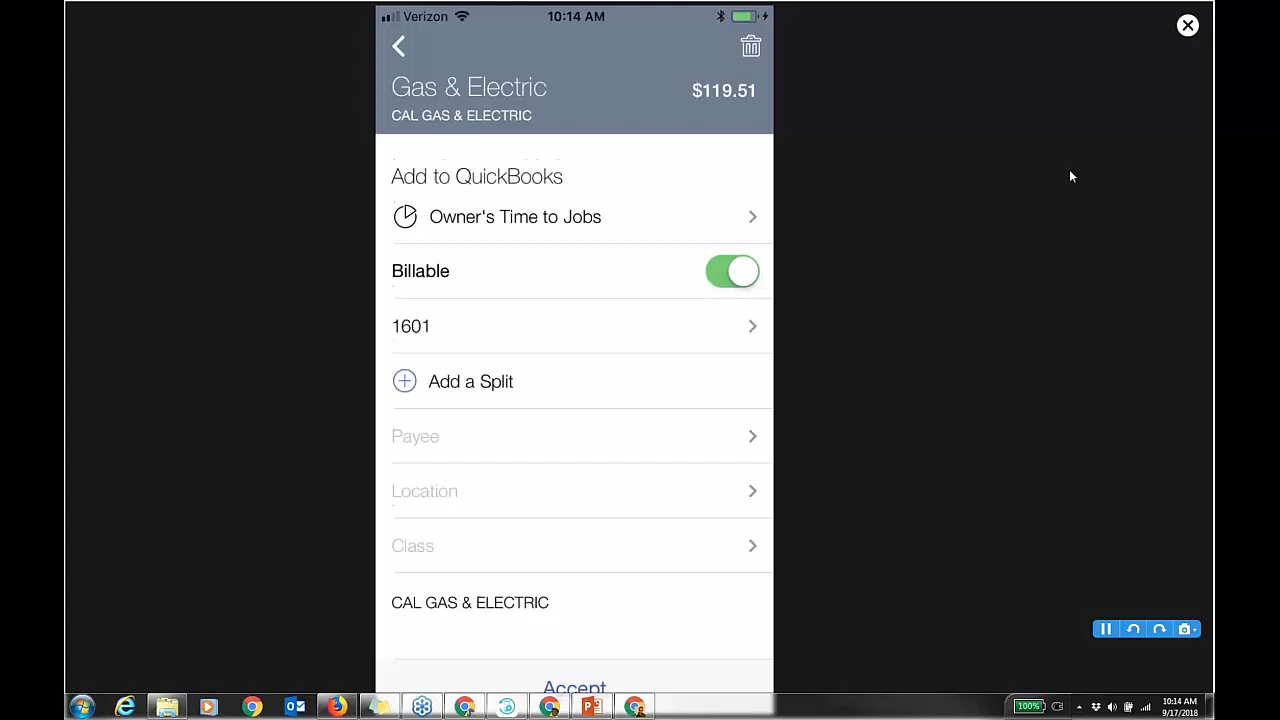 Verizon 10:14 AM
Gas & Electric $119.51
CAL GAS & ELECTRIC
Add to QuickBooks
Owner's Time to Jobs
Billable
1601
Add a Split
Payee
Location
Class
CAL GAS & ELECTRIC
Accept
100% 10:14 AM
9/17/2018